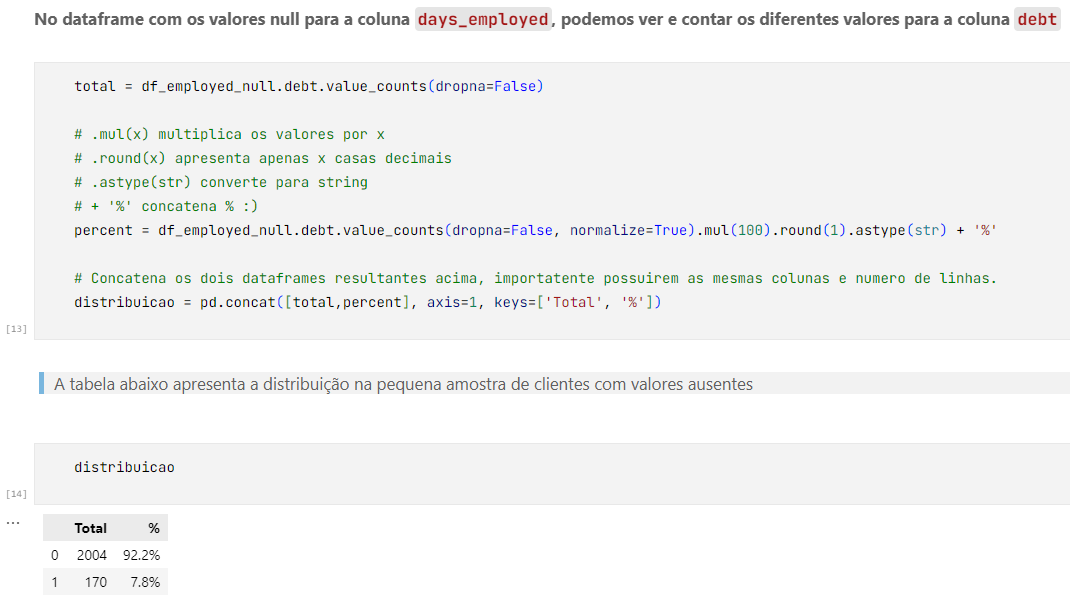 No dataframe com os valores null para a coluna days_employed, podemos ver e contar os diferentes valores para a coluna debt
total = df_employed_null.debt.value_counts(dropna=False)
# .mul(x) multiplica os valores por x
# .round(x) apresenta apenas x casas decimais
# .astype(str) converte para string
# + '%' concatena % :)
percent = df_employed_null.debt.value_counts(dropna=False, normalize=True).mul(100).round(1).astype(str) + '%'
# Concatena os dois dataframes resultantes acima, importatente possuirem as mesmas colunas e numero de linhas.
distribuicao = pd.concat([total,percent], axis=1, keys=['Total', '%'])
[13]
A tabela abaixo apresenta a distribuição na pequena amostra de clientes com valores ausentes
distribuicao
[14]
...
Total %
0 2004 92.2%
1 170 7.8%